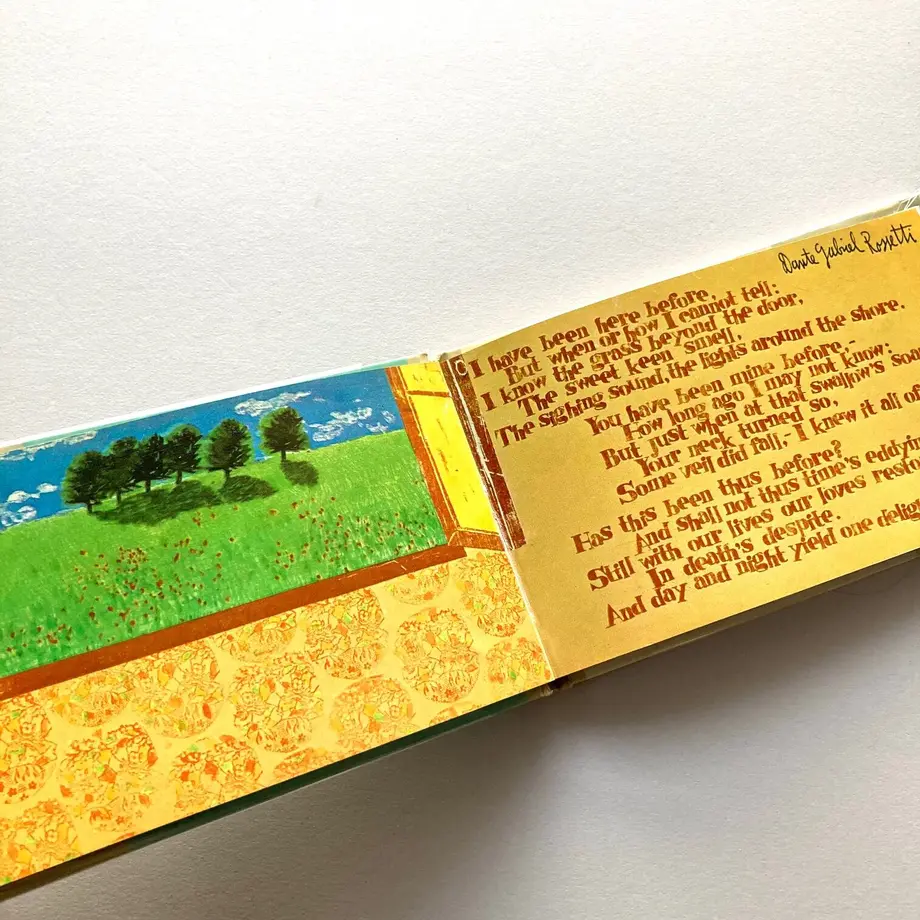 Dante Gabriel Rossetti
I have been here before,
But when or how I cannot tell:
I know the grass beyond the door,
The sweet keen smell,
The sighing sound, the lights around the shore.
You have been mine before,-
How long ago I may not know:
But just when at that swallow's
Your neck turned so,
Some veil did fall,- I knew it all
Has this been thus before?
And shall not thus time's
Still with our lives our loves
In death's despite.
And day and night yield one